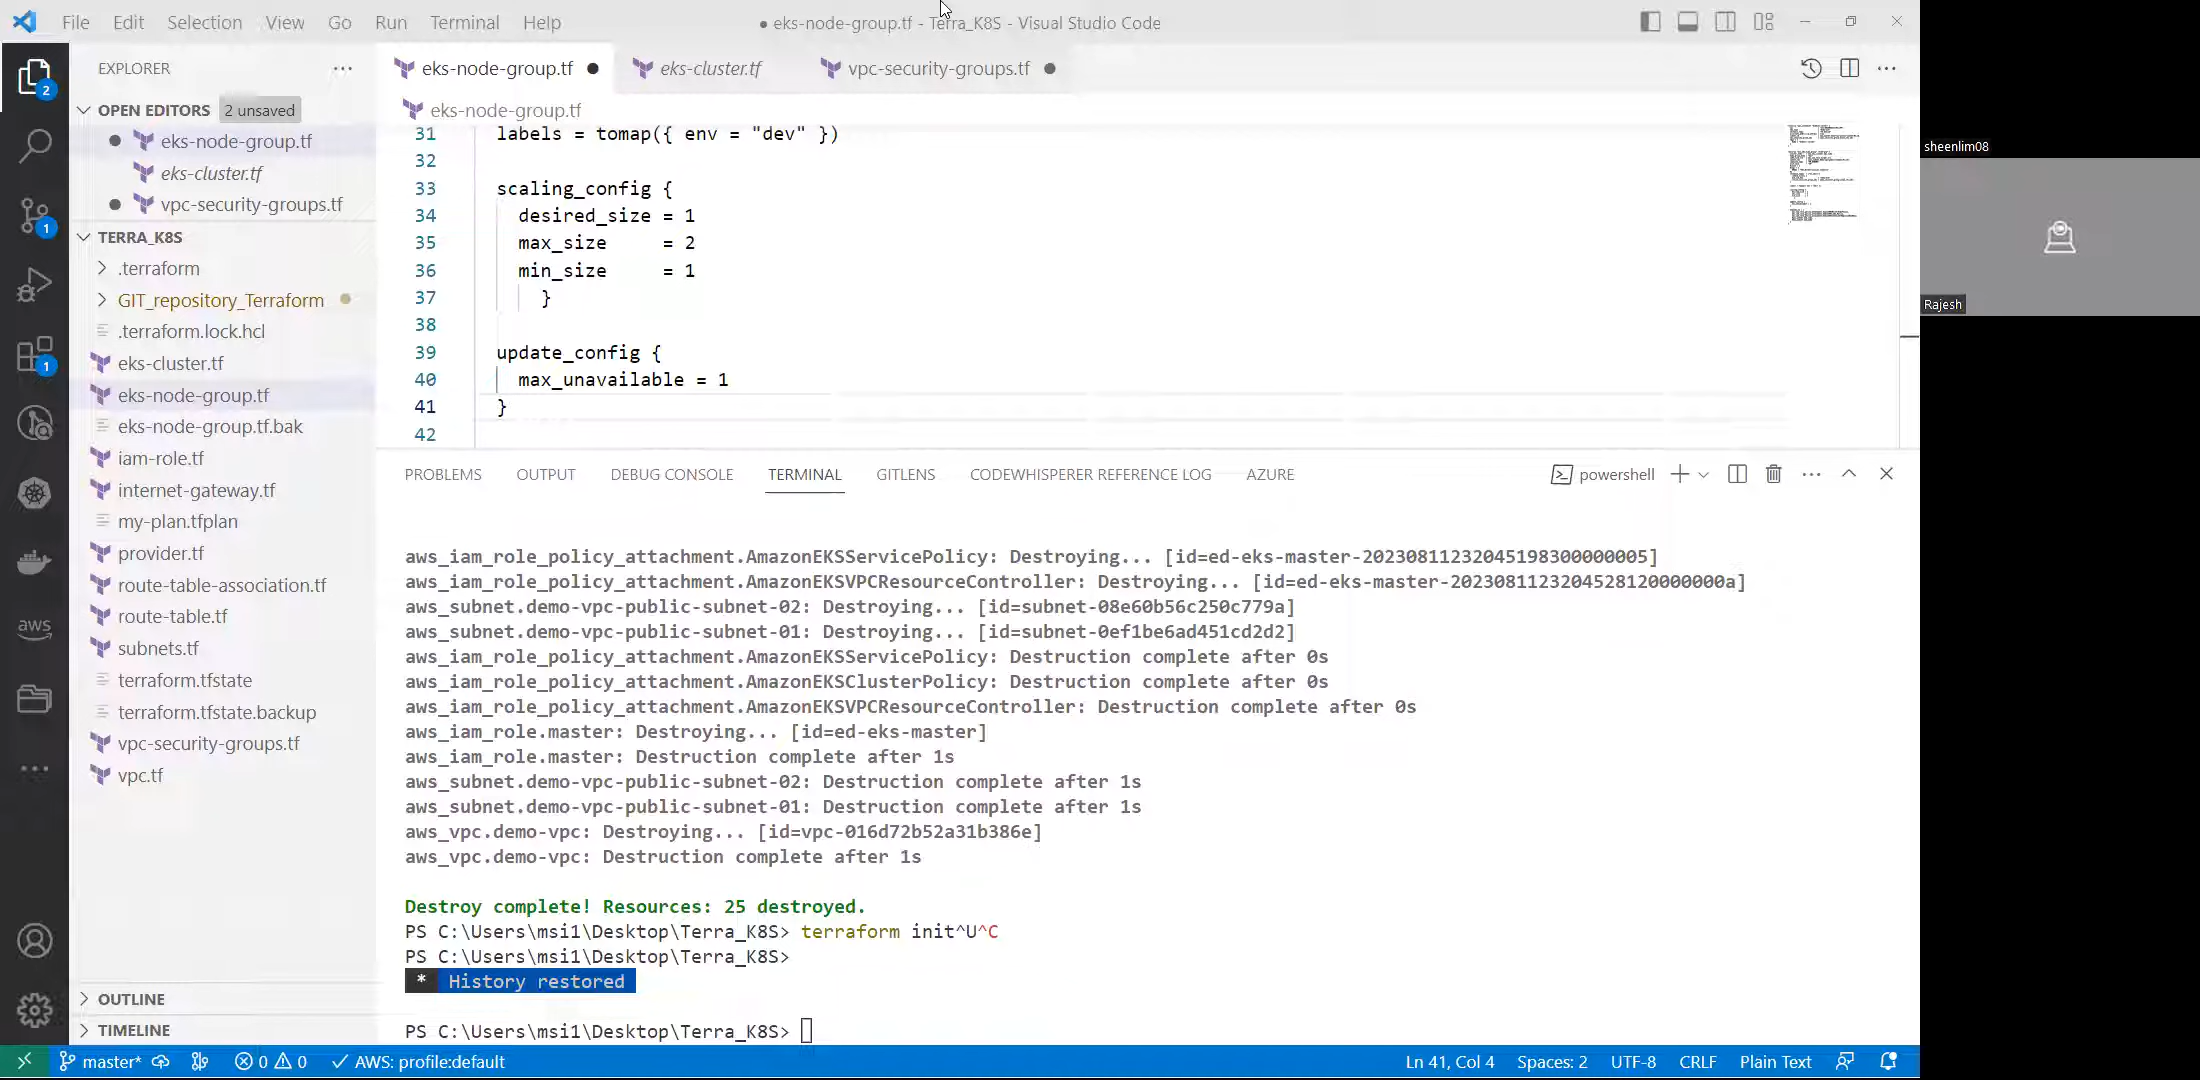 File Edit Selection View Go Run Terminal Help
● eks-node-group.tf - Terra_K8S - Visual Studio Code
EXPLORER
OPEN EDITORS 2 unsaved
eks-node-group.tf
eks-cluster.tf
vpc-security-groups.tf
TERRA_K8S
.terraform
GIT_repository_Terraform
.terraform.lock.hcl
eks-cluster.tf
eks-node-group.tf
eks-node-group.tf.bak
iam-role.tf
internet-gateway.tf
my-plan.tfplan
provider.tf
route-table-association.tf
route-table.tf
subnets.tf
terraform.tfstate
terraform.tfstate.backup
vpc-security-groups.tf
vpc.tf
OUTLINE
TIMELINE
2
1
1
aws
eks-node-group.tf eks-cluster.tf vpc-security-groups.tf
eks-node-group.tf
31 labels = tomap({ env = "dev" })
32
33 scaling_config {
34 desired_size = 1
35 max_size = 2
36 min_size = 1
37 }
38
39 update_config {
40 max_unavailable = 1
41 }
42
PROBLEMS OUTPUT DEBUG CONSOLE TERMINAL GITLENS CODEWHISPERER REFERENCE LOG AZURE
powershell
aws_iam_role_policy_attachment.AmazonEKSServicePolicy: Destroying... [id=ed-eks-master-20230811232045198300000005]
aws_iam_role_policy_attachment.AmazonEKSVPCResourceController: Destroying... [id=ed-eks-master-2023081123204528120000000a]
aws_subnet.demo-vpc-public-subnet-02: Destroying... [id=subnet-08e60b56c250c779a]
aws_subnet.demo-vpc-public-subnet-01: Destroying... [id=subnet-0ef1be6ad451cd2d2]
aws_iam_role_policy_attachment.AmazonEKSServicePolicy: Destruction complete after 0s
aws_iam_role_policy_attachment.AmazonEKSClusterPolicy: Destruction complete after 0s
aws_iam_role_policy_attachment.AmazonEKSVPCResourceController: Destruction complete after 0s
aws_iam_role.master: Destroying... [id=ed-eks-master]
aws_iam_role.master: Destruction complete after 1s
aws_subnet.demo-vpc-public-subnet-02: Destruction complete after 1s
aws_subnet.demo-vpc-public-subnet-01: Destruction complete after 1s
aws_vpc.demo-vpc: Destroying... [id=vpc-016d72b52a31b386e]
aws_vpc.demo-vpc: Destruction complete after 1s
Destroy complete! Resources: 25 destroyed.
PS C:\Users\msi1\Desktop\Terra_K8S> terraform init^U^C
PS C:\Users\msi1\Desktop\Terra_K8S>
* History restored
PS C:\Users\msi1\Desktop\Terra_K8S>
master* 0 0 AWS: profile:default
Ln 41, Col 4 Spaces: 2 UTF-8 CRLF Plain Text
sheenlim08
Rajesh